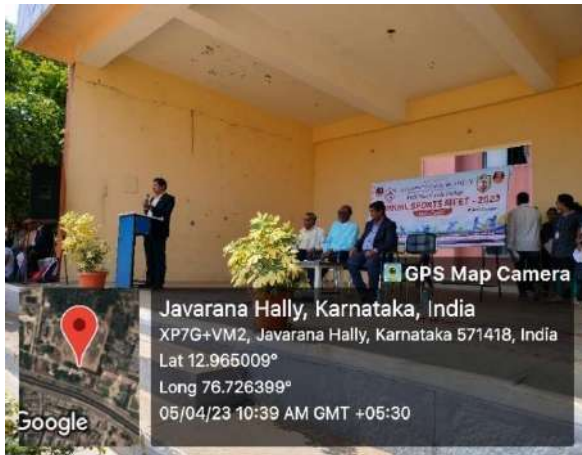 ANNUAL SPORTS MEET - 2023
GPS Map Camera
Javarana Hally, Karnataka, India
XP7G+VM2, Javarana Hally, Karnataka 571418, India
Lat 12.965009°
Long 76.726399°
05/04/23 10:39 AM GMT +05:30
Google